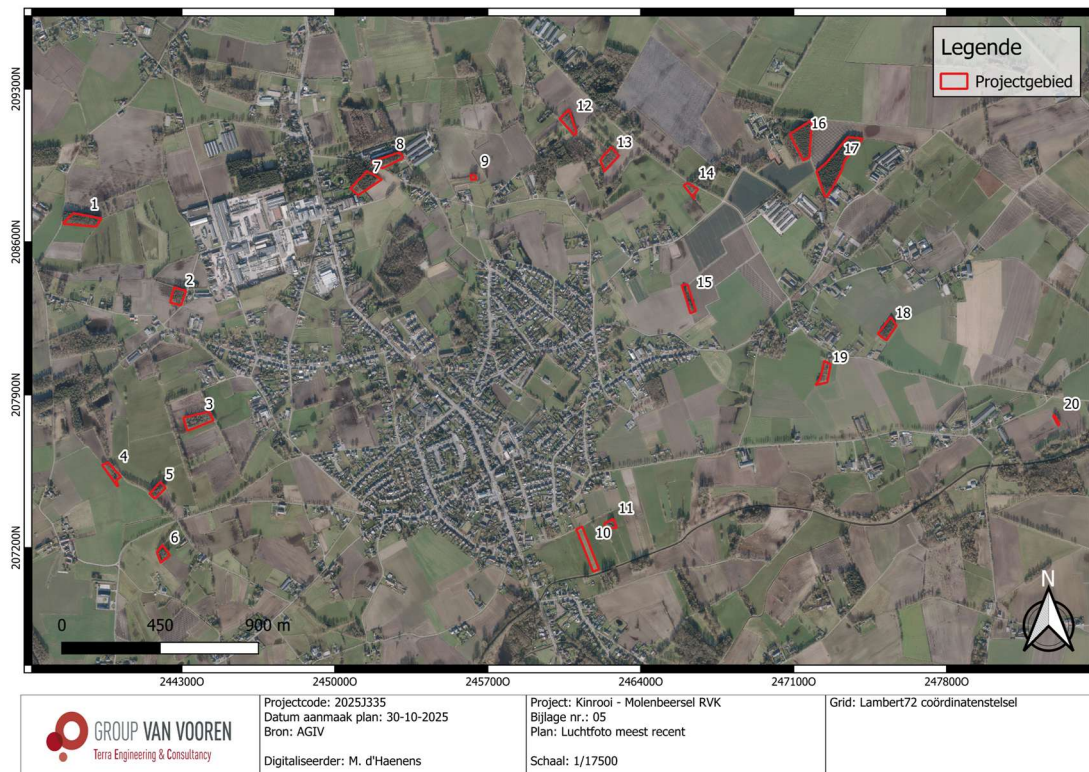 Legende
Projectgebied
209300N
208600N
207900N
207200N
1
2
3
4
5
6
7
8
9
10
11
12
13
14
15
16
17
18
19
20
N
0 450 900 m
244300O 245000O 245700O 246400O 247100O 247800O
GROUP VAN VOOREN
Terra Engineering & Consultancy
Projectcode: 2025J335
Datum aanmaak plan: 30-10-2025
Bron: AGIV
Digitaliseerder: M. d'Haenens
Project: Kinrooi - Molenbeersel RVK
Bijlage nr.: 05
Plan: Luchtfoto meest recent
Schaal: 1/17500
Grid: Lambert72 coördinatenstelsel